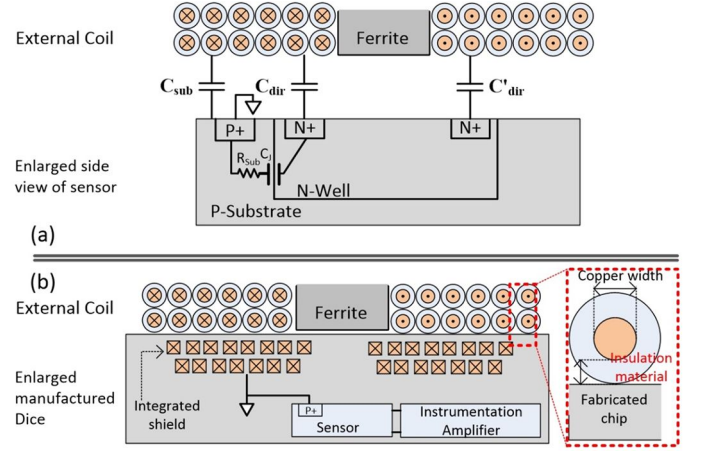 External Coil
Ferrite
Csub
Cdir
C'dir
P+
N+
N+
RSub
CJ
Enlarged side
view of sensor
N-Well
P-Substrate
(a)
(b)
External Coil
Ferrite
Copper width
Insulation
material
Fabricated
chip
Enlarged
manufactured
Dice
Integrated
shield
P+
Sensor
Instrumentation
Amplifier